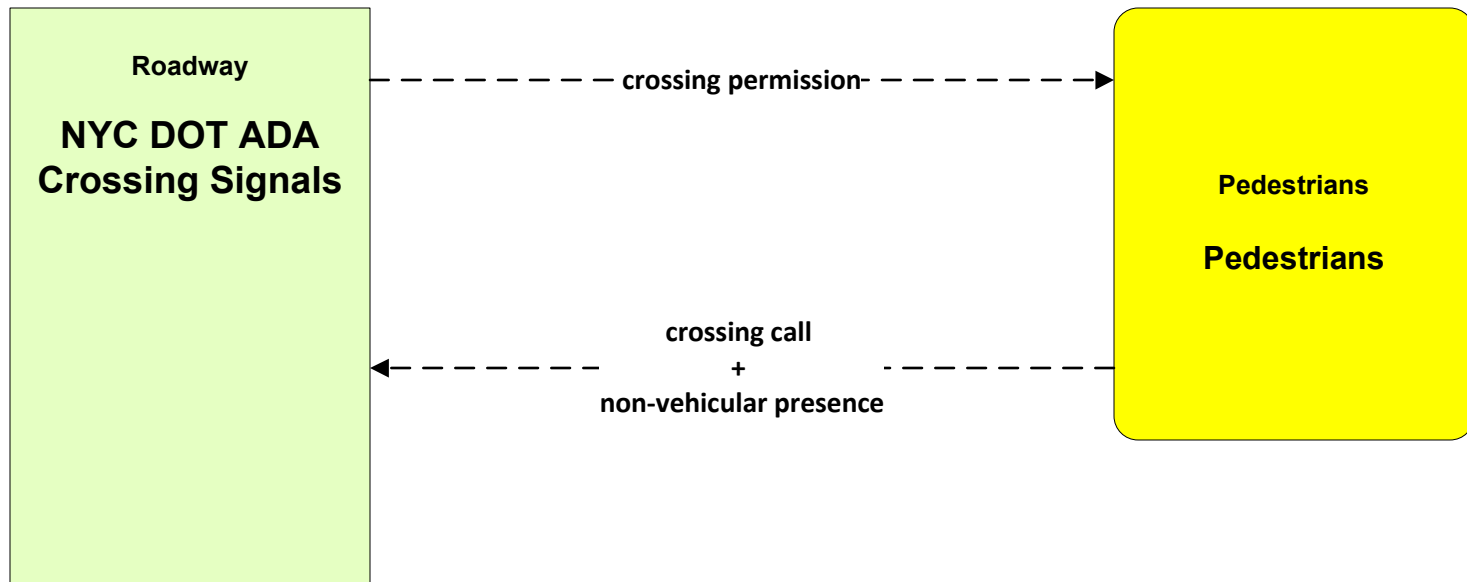 Roadway
NYC DOT ADA
Crossing Signals
crossing permission
Pedestrians
Pedestrians
crossing call
+
non-vehicular presence